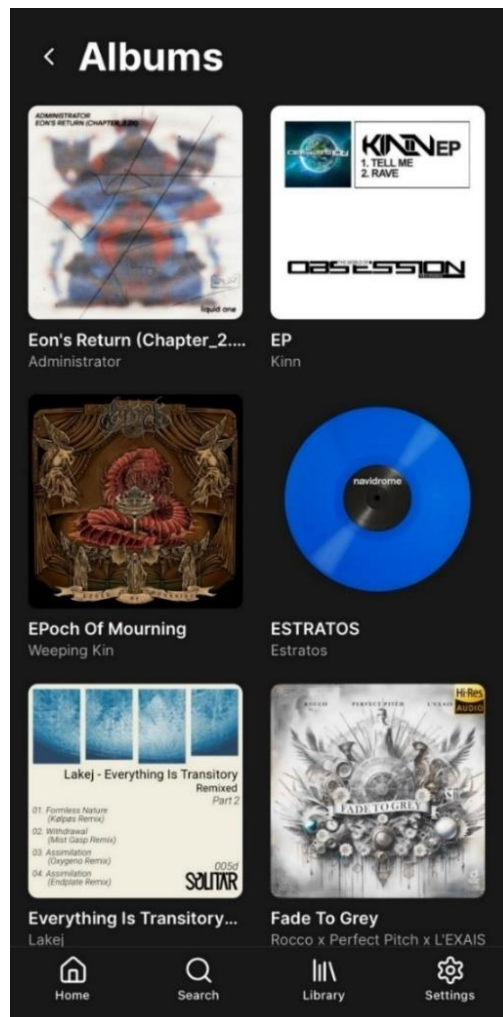 Albums
ADMINISTRATOR
EON'S RETURN (CHAPTER_2.DX)
liquid one
KINN EP
1. TELL ME
2. RAVE
OBSESSION
Eon's Return (Chapter_2....
Administrator
EP
Kinn
navidrome
EPoch Of Mourning
Weeping Kin
ESTRATOS
Estratos
Lakej - Everything Is Transitory
Remixed
Part 2
01. Formless Nature
(Kølpøs Remix)
02. Withdrawal
(Mist Gasp Remix)
03. Assimilation
(Oxygeno Remix)
04. Assimilation
(Endplate Remix)
005d
SOLITAR
Hi-Res
AUDIO
ROCCO PERFECT PITCH L'EXAIS
FADE TO GREY
Everything Is Transitory...
Lakej
Fade To Grey
Rocco x Perfect Pitch x L'EXAIS
Home
Search
Library
Settings